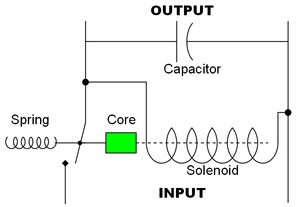 OUTPUT
Capacitor
Spring
Core
Solenoid
INPUT